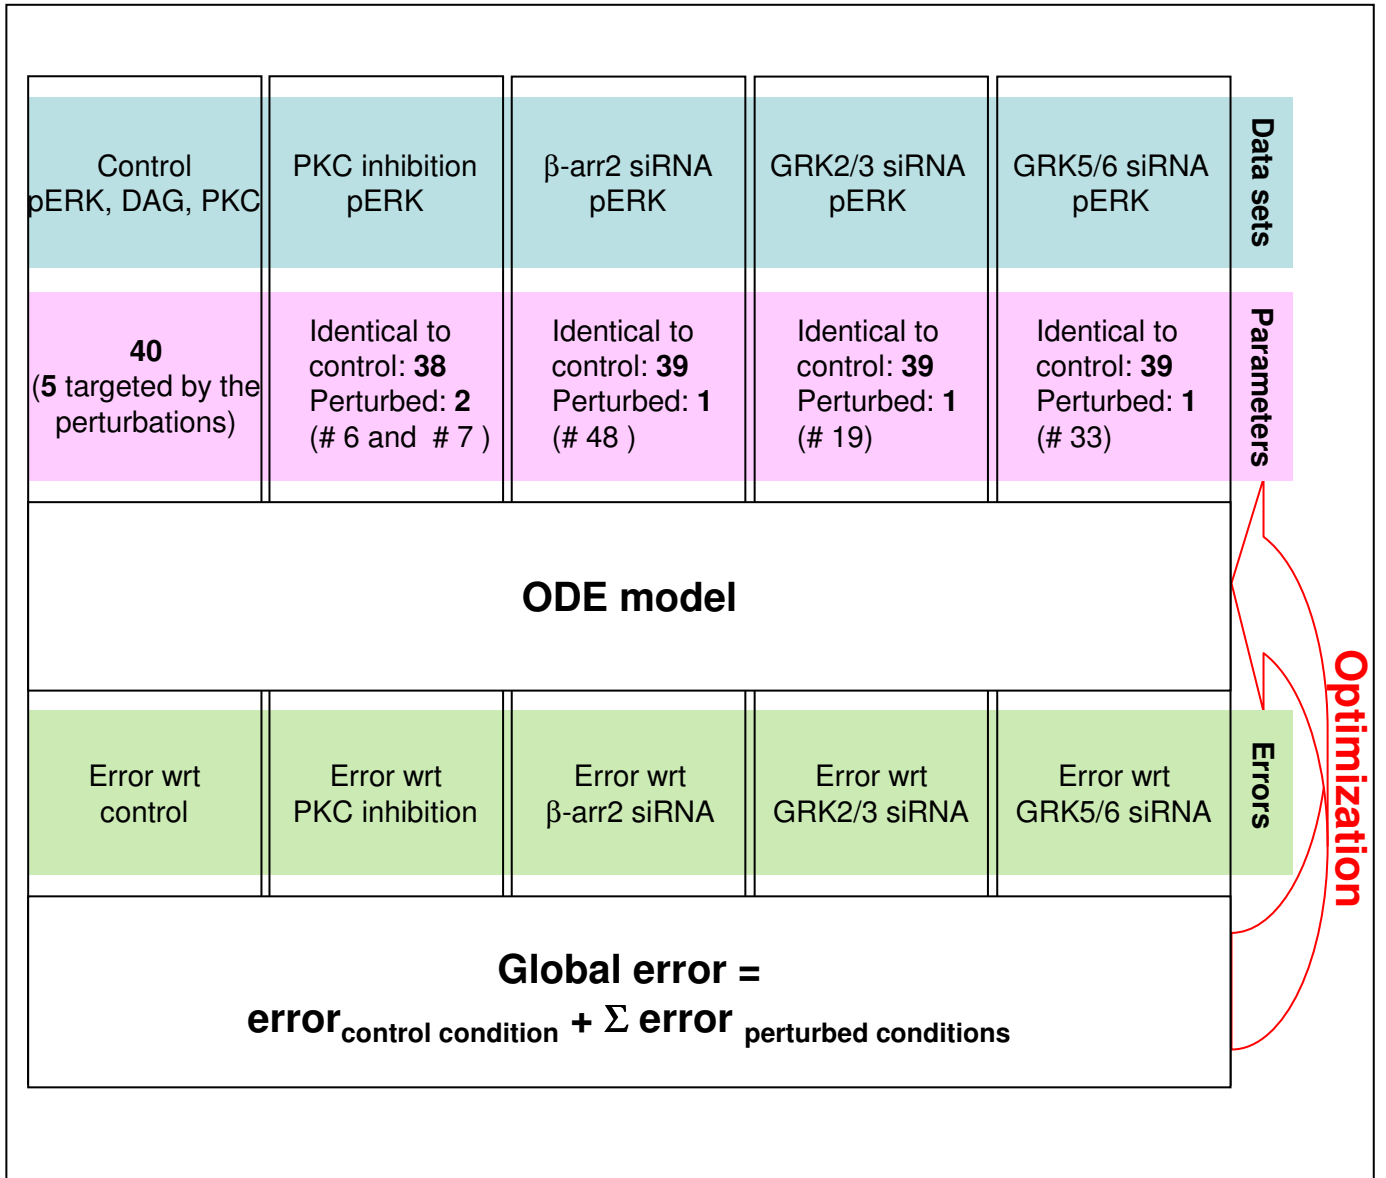 Control
pERK, DAG, PKC
PKC inhibition
pERK
β-arr2 siRNA
pERK
GRK2/3 siRNA
pERK
GRK5/6 siRNA
pERK
Data sets
40
(5 targeted by the
perturbations)
Identical to
control: 38
Perturbed: 2
(# 6 and # 7 )
Identical to
control: 39
Perturbed: 1
(# 48 )
Identical to
control: 39
Perturbed: 1
(# 19)
Identical to
control: 39
Perturbed: 1
(# 33)
Parameters
ODE model
Error wrt
control
Error wrt
PKC inhibition
Error wrt
β-arr2 siRNA
Error wrt
GRK2/3 siRNA
Error wrt
GRK5/6 siRNA
Errors
Optimization
Global error =
error control condition + Σ error perturbed conditions